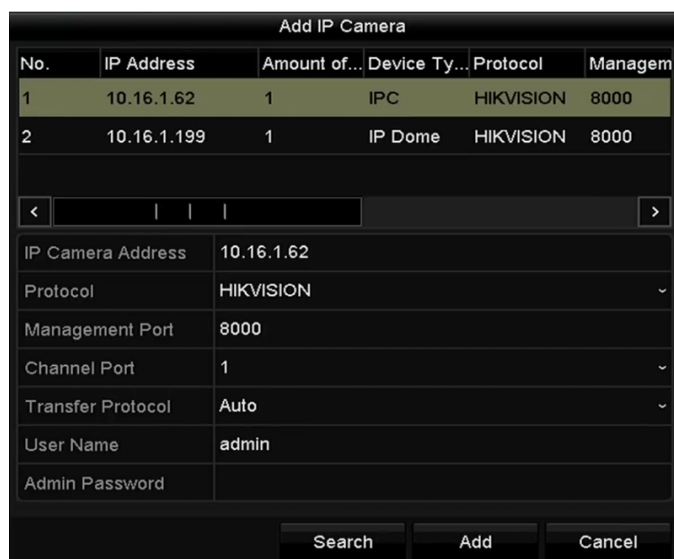 Add IP Camera
No. IP Address Amount of... Device Ty... Protocol Managem
1 10.16.1.62 1 IPC HIKVISION 8000
2 10.16.1.199 1 IP Dome HIKVISION 8000
IP Camera Address 10.16.1.62
Protocol HIKVISION
Management Port 8000
Channel Port 1
Transfer Protocol Auto
User Name admin
Admin Password
Search Add Cancel